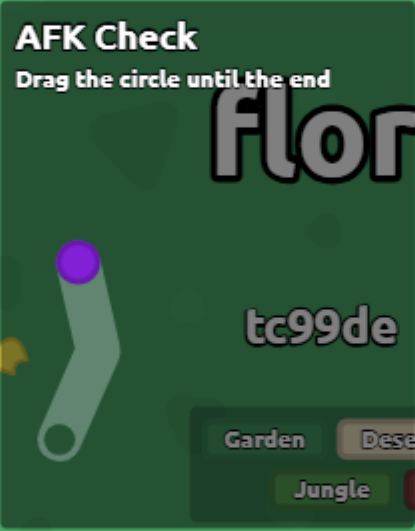 AFK Check
Drag the circle until the end
flor
tc99de
Garden
Dese
Jungle